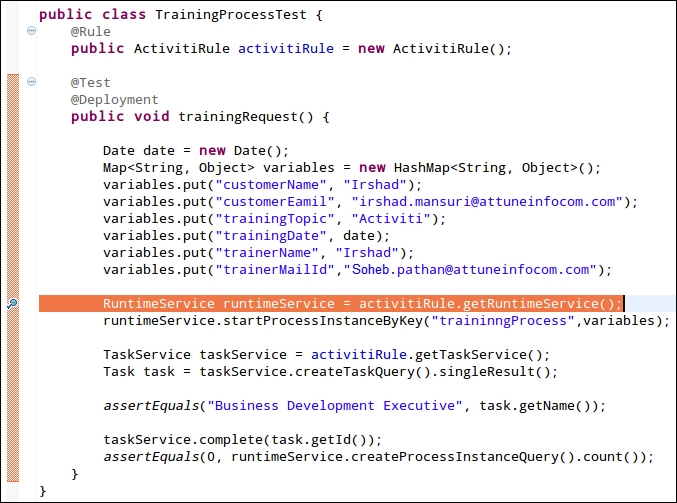 public class TrainingProcessTest {
@Rule
public ActivitiRule activitiRule = new ActivitiRule();
@Test
@Deployment
public void trainingRequest() {
Date date = new Date();
Map<String, Object> variables = new HashMap<String, Object>();
variables.put("customerName", "Irshad");
variables.put("customerEamil", "irshad.mansuri@attuneinfocom.com");
variables.put("trainingTopic", "Activiti");
variables.put("trainingDate", date);
variables.put("trainerName", "Irshad");
variables.put("trainerMailId","Soheb.pathan@attuneinfocom.com");
RuntimeService runtimeService = activitiRule.getRuntimeService();
runtimeService.startProcessInstanceByKey("traininngProcess",variables);
TaskService taskService = activitiRule.getTaskService();
Task task = taskService.createTaskQuery().singleResult();
assertEquals("Business Development Executive", task.getName());
taskService.complete(task.getId());
assertEquals(0, runtimeService.createProcessInstanceQuery().count());
}
}